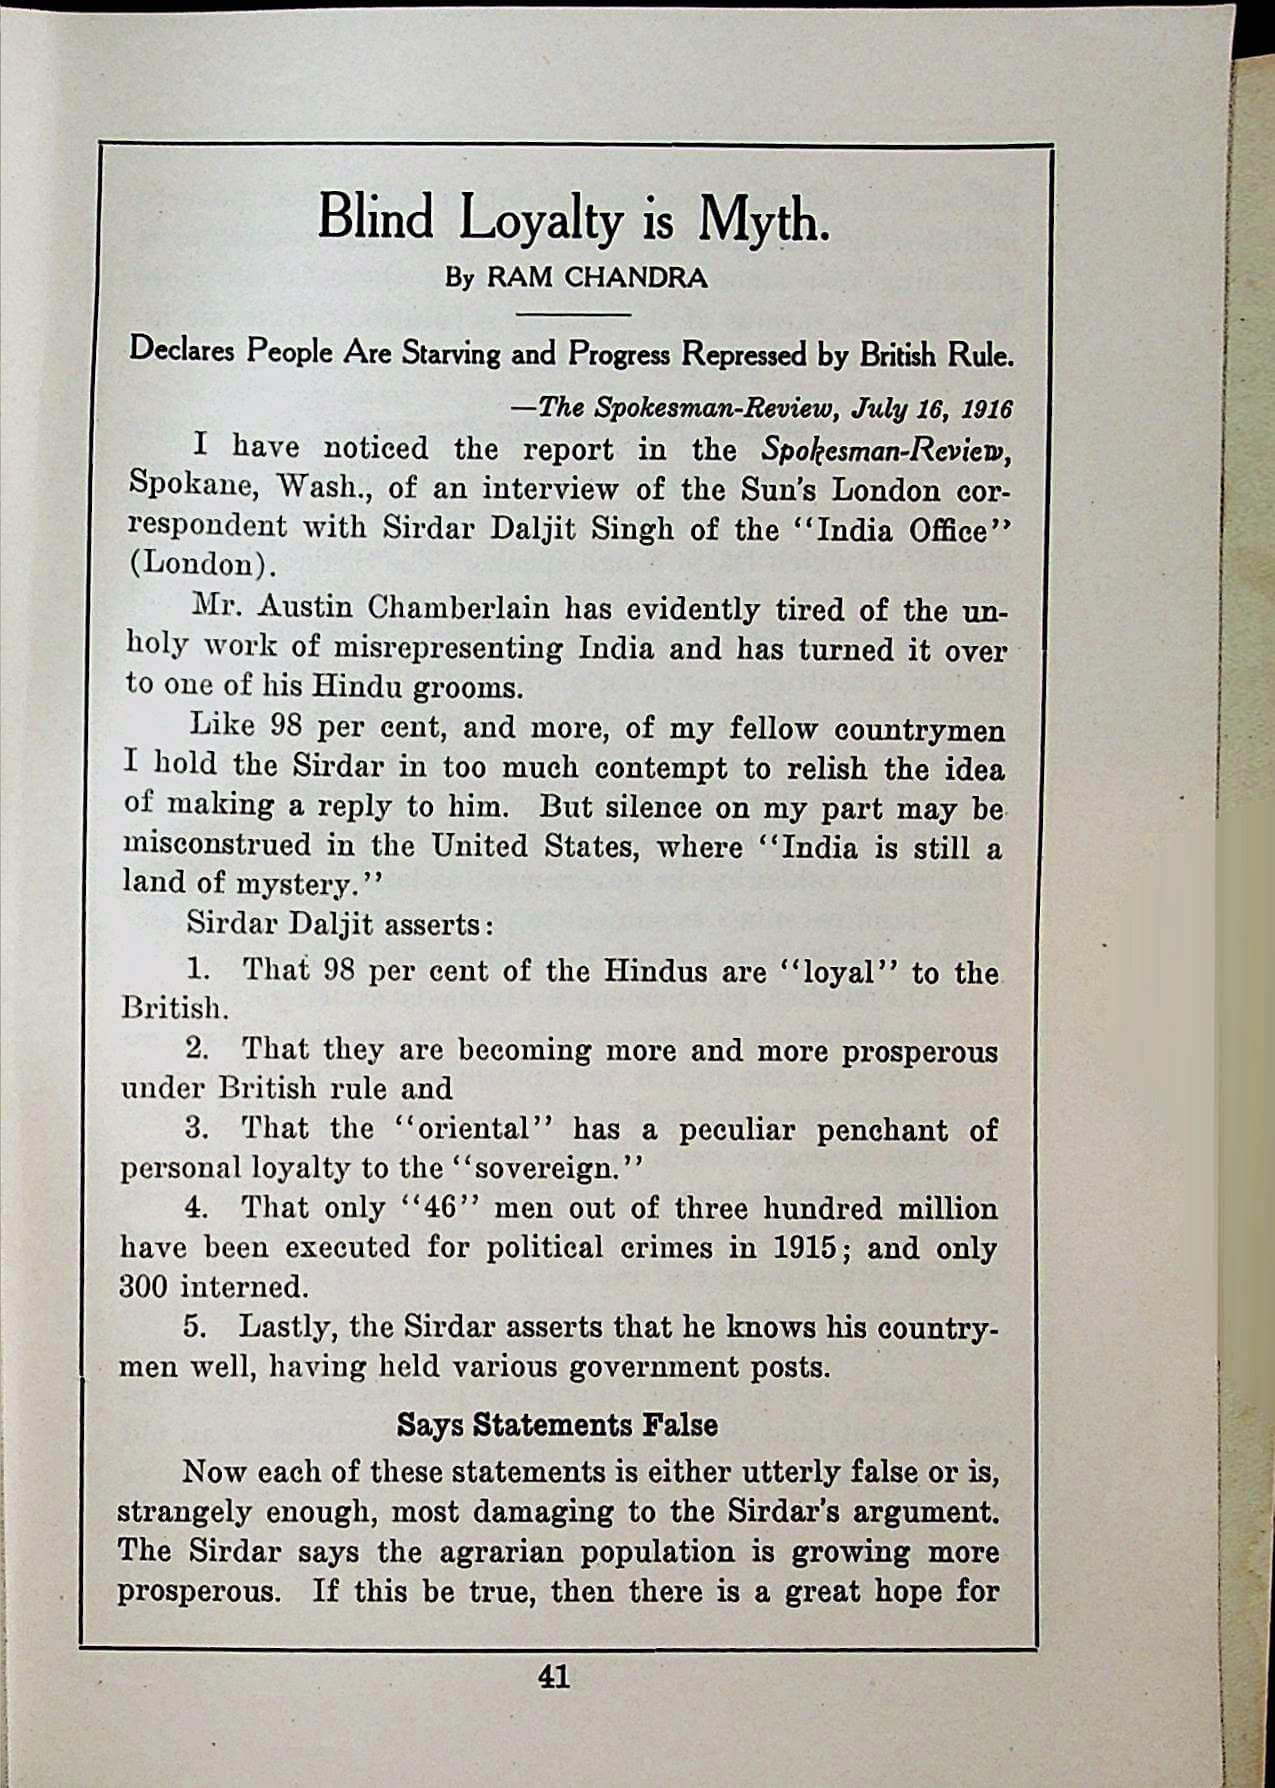 Blind Loyalty is Myth.
By RAM CHANDRA
Declares People Are Starving and Progress Repressed by British Rule.
—The Spokesman-Review, July 16, 1916
I have noticed the report in the Spokesman-Review,
Spokane, Wash., of an interview of the Sun's London cor-
respondent with Sirdar Daljit Singh of the ‘‘India Office’’
(London).
Mr. Austin Chamberlain has evidently tired of the un-
holy work of misrepresenting India and has turned it over
to one of his Hindu grooms.
Like 98 per cent, and more, of my fellow countrymen
I hold the Sirdar in too much contempt to relish the idea
of making a reply to him. But silence on my part may be
misconstrued in the United States, where ‘‘India is still a
land of mystery.’’
Sirdar Daljit asserts:
1. That 98 per cent of the Hindus are ‘‘loyal’’ to the
British.
2. That they are becoming more and more prosperous
under British rule and
3. That the ‘‘oriental’’ has a peculiar penchant of
personal loyalty to the ‘‘sovereign.’’
4. That only ‘‘46’’ men out of three hundred million
have been executed for political crimes in 1915; and only
300 interned.
5. Lastly, the Sirdar asserts that he knows his country-
men well, having held various government posts.
Says Statements False
Now each of these statements is either utterly false or is,
strangely enough, most damaging to the Sirdar's argument.
The Sirdar says the agrarian population is growing more
prosperous. If this be true, then there is a great hope for
41